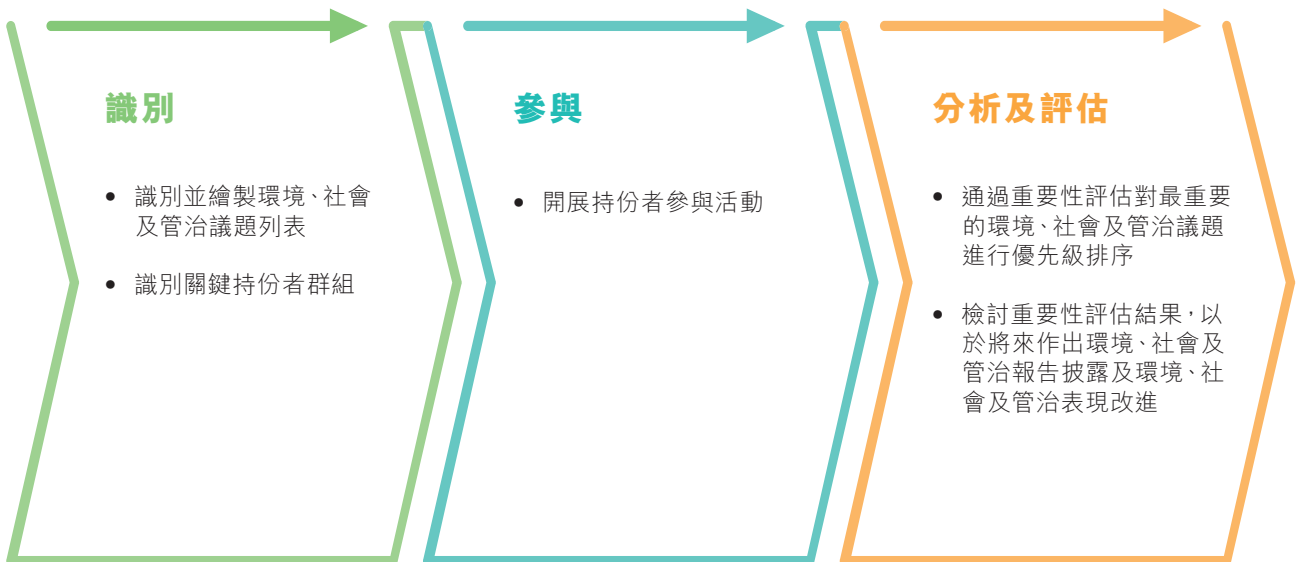 識別
• 識別並繪製環境、社會
及管治議題列表
• 識別關鍵持份者群組
參與
• 開展持份者參與活動
分析及評估
• 通過重要性評估對最重要
的環境、社會及管治議題
進行優先級排序
• 檢討重要性評估結果，以
於將來作出環境、社會及
管治報告披露及環境、社
會及管治表現改進